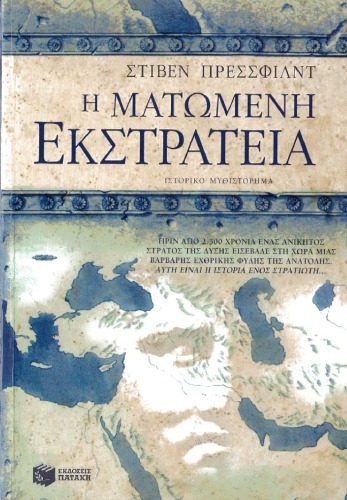 ΣΤΙΒΕΝ ΠΡΕΣΣΦΙΛΝΤ
Η ΜΑΤΩΜΕΝΗ
ΕΚΣΤΡΑΤΕΙΑ
ΙΣΤΟΡΙΚΟ ΜΥΘΙΣΤΟΡΗΜΑ
ΠΡΙΝ ΑΠΟ 2.300 ΧΡΟΝΙΑ ΕΝΑΣ ΑΝΙΚΗΤΟΣ
ΣΤΡΑΤΟΣ ΤΗΣ ΔΥΣΗΣ ΕΙΣΕΒΑΛΕ ΣΤΗ ΧΩΡΑ ΜΙΑΣ
ΒΑΡΒΑΡΗΣ ΕΧΘΡΙΚΗΣ ΦΥΛΗΣ ΤΗΣ ΑΝΑΤΟΛΗΣ.
ΑΥΤΗ ΕΙΝΑΙ Η ΙΣΤΟΡΙΑ ΕΝΟΣ ΣΤΡΑΤΙΩΤΗ...
ΕΚΔΟΣΕΙΣ
ΠΑΤΑΚΗ